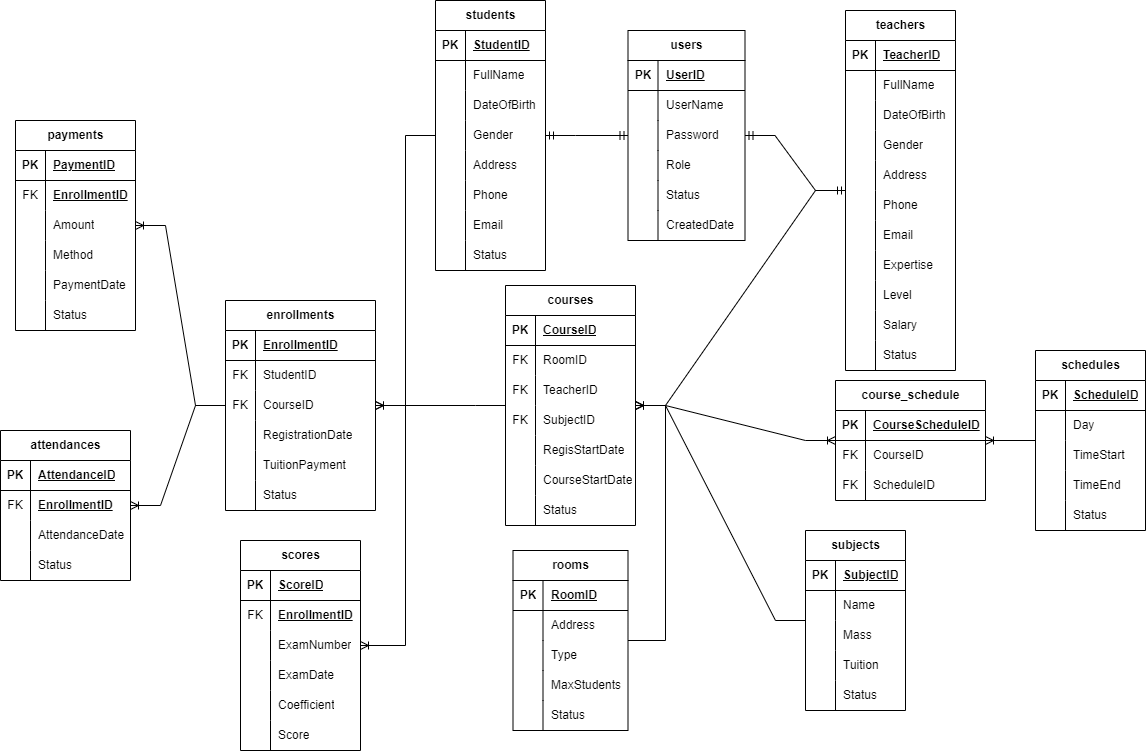 students
PK StudentID
FullName
DateOfBirth
Gender
Address
Phone
Email
Status
users
PK UserID
UserName
Password
Role
Status
CreatedDate
teachers
PK TeacherID
FullName
DateOfBirth
Gender
Address
Phone
Email
Expertise
Level
Salary
Status
payments
PK PaymentID
FK EnrollmentID
Amount
Method
PaymentDate
Status
enrollments
PK EnrollmentID
FK StudentID
FK CourseID
RegistrationDate
TuitionPayment
Status
courses
PK CourseID
FK RoomID
FK TeacherID
FK SubjectID
RegisStartDate
CourseStartDate
Status
course_schedule
PK CourseScheduleID
FK CourseID
FK ScheduleID
schedules
PK ScheduleID
Day
TimeStart
TimeEnd
Status
attendances
PK AttendanceID
FK EnrollmentID
AttendanceDate
Status
scores
PK ScoreID
FK EnrollmentID
ExamNumber
ExamDate
Coefficient
Score
rooms
PK RoomID
Address
Type
MaxStudents
Status
subjects
PK SubjectID
Name
Mass
Tuition
Status